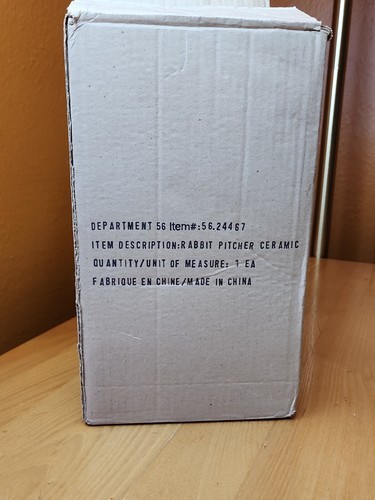 DEPARTMENT 56 Item#:56.24467
ITEM DESCRIPTION:RABBIT PITCHER CERAMIC
QUANTITY/UNIT OF MEASURE: 1 EA
FABRIQUE EN CHINE/MADE IN CHINA